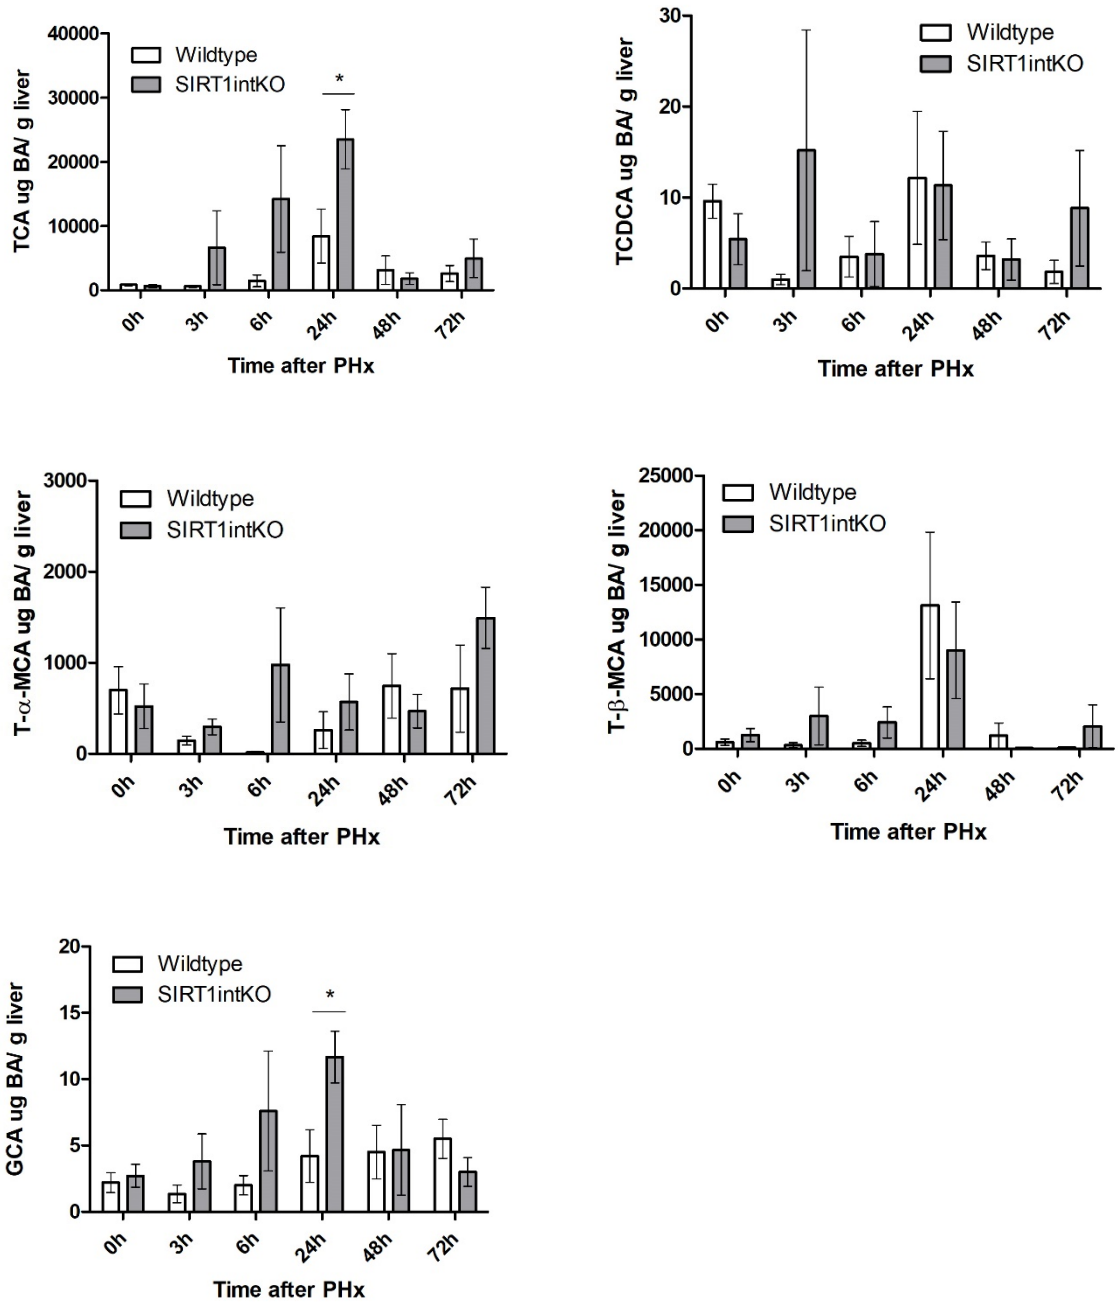 TCA ug BA/ g liver
40000
30000
20000
10000
0
Wildtype
SIRT1intKO
*
0h 3h 6h 24h 48h 72h
Time after PHx
TCDCA ug BA/ g liver
30
20
10
0
Wildtype
SIRT1intKO
0h 3h 6h 24h 48h 72h
Time after PHx
T-α-MCA ug BA/ g liver
3000
2000
1000
0
Wildtype
SIRT1intKO
0h 3h 6h 24h 48h 72h
Time after PHx
T-β-MCA ug BA/ g liver
25000
20000
15000
10000
5000
0
Wildtype
SIRT1intKO
0h 3h 6h 24h 48h 72h
Time after PHx
GCA ug BA/ g liver
20
15
10
5
0
Wildtype
SIRT1intKO
*
0h 3h 6h 24h 48h 72h
Time after PHx